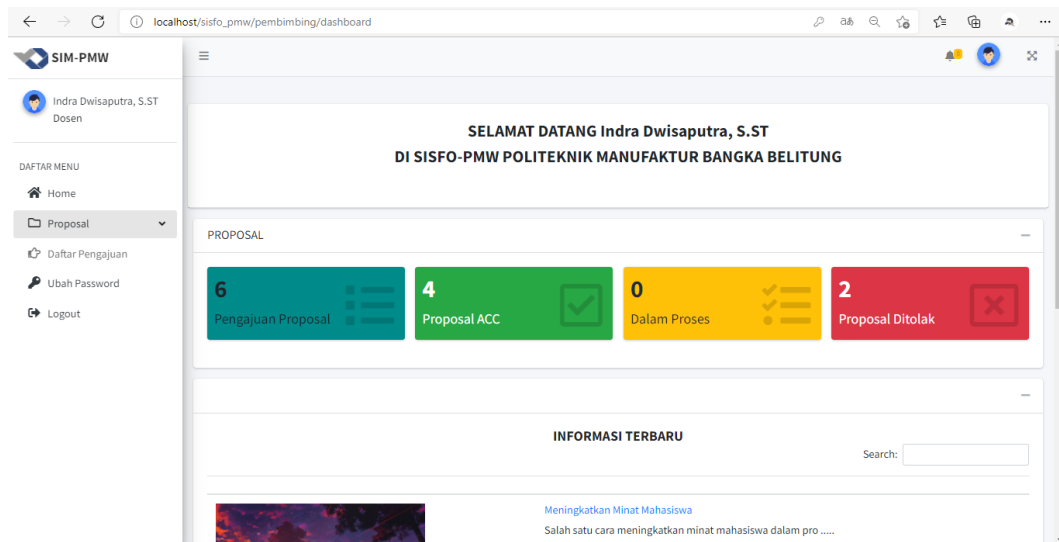 localhost/sisfo_pmw/pembimbing/dashboard
SIM-PMW
Indra Dwisaputra, S.ST
Dosen
DAFTAR MENU
Home
Proposal
Daftar Pengajuan
Ubah Password
Logout
SELAMAT DATANG Indra Dwisaputra, S.ST
DI SISFO-PMW POLITEKNIK MANUFAKTUR BANGKA BELITUNG
PROPOSAL
6
Pengajuan Proposal
4
Proposal ACC
0
Dalam Proses
2
Proposal Ditolak
INFORMASI TERBARU
Search:
Meningkatkan Minat Mahasiswa
Salah satu cara meningkatkan minat mahasiswa dalam pro .....